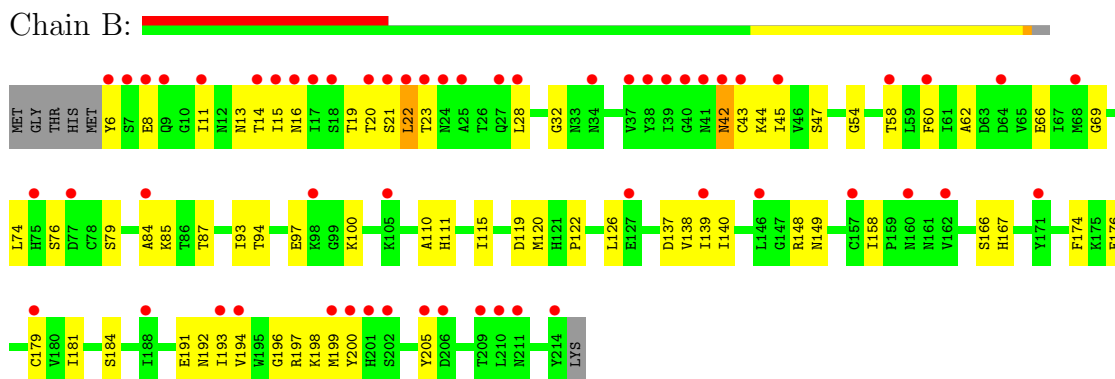 Chain B:
MET GLY THR HIS MET Y6 S7 E8 Q9 G10 I11 N12 N13 T14 I15 N16 I17 S18 T19 T20 S21 L22 T23 N24 A25 T26 Q27 L28 G32 N33 N34 V37 Y38 I39 G40 N41 N42 C43 K44 I45 V46 S47 G54 T58 L59 F60 I61 A62 D63 D64 V65 E66 I67 M68 G69
L74 H75 S76 D77 C78 S79 A84 K85 T86 T87 I93 T94 E97 K98 G99 K100 K105 A110 H111 I115 D119 M120 H121 P122 L126 E127 D137 V138 I139 I140 L146 G147 R148 N149 C157 I158 P159 N160 N161 V162 S166 H167 Y171 F174 K175 E176
C179 V180 I181 S184 I188 E191 N192 I193 V194 W195 G196 R197 K198 M199 Y200 H201 S202 Y205 D206 T209 L210 N211 Y214 LYS